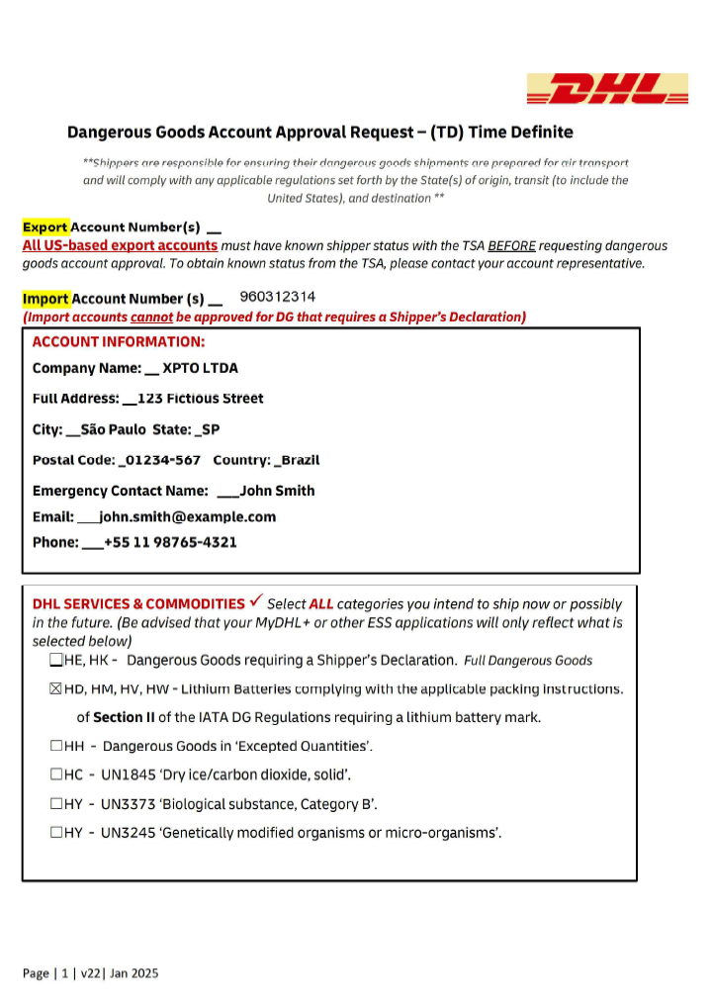 DHL
Dangerous Goods Account Approval Request – (TD) Time Definite
**Shippers are responsible for ensuring their dangerous goods shipments are prepared for air transport
and will comply with any applicable regulations set forth by the State(s) of origin, transit (to include the
United States), and destination **
Export Account Number(s) __
All US-based export accounts must have known shipper status with the TSA BEFORE requesting dangerous
goods account approval. To obtain known status from the TSA, please contact your account representative.
Import Account Number (s) __ 960312314
(Import accounts cannot be approved for DG that requires a Shipper's Declaration)
ACCOUNT INFORMATION:
Company Name: __ XPTO LTDA
Full Address: __123 Fictious Street
City: __São Paulo State: _SP
Postal Code: _01234-567 Country: _Brazil
Emergency Contact Name: ___John Smith
Email: ___john.smith@example.com
Phone: ___+55 11 98765-4321
DHL SERVICES & COMMODITIES ✓ Select ALL categories you intend to ship now or possibly
in the future. (Be advised that your MyDHL+ or other ESS applications will only reflect what is
selected below)
☐HE, HK - Dangerous Goods requiring a Shipper's Declaration. Full Dangerous Goods
☒HD, HM, HV, HW - Lithium Batteries complying with the applicable packing instructions.
of Section II of the IATA DG Regulations requiring a lithium battery mark.
☐HH - Dangerous Goods in 'Excepted Quantities'.
☐HC - UN1845 'Dry ice/carbon dioxide, solid'.
☐HY - UN3373 'Biological substance, Category B'.
☐HY - UN3245 'Genetically modified organisms or micro-organisms'.
Page | 1 | v22| Jan 2025